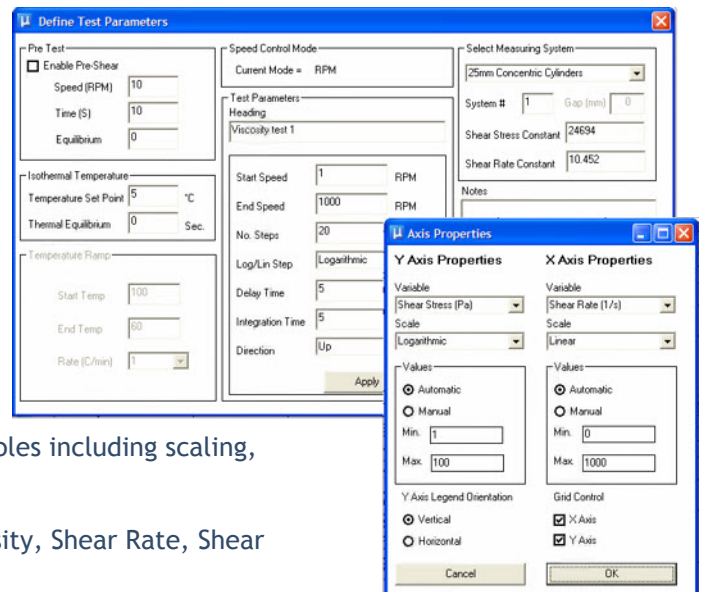 µ Define Test Parameters
Pre Test
Enable Pre-Shear
Speed (RPM) 10
Time (S) 10
Equilibrium 0
Isothermal Temperature
Temperature Set Point 5 °C
Thermal Equilibrium 0 Sec.
Temperature Ramp
Start Temp 100
End Temp 60
Rate (C/min) 1
Speed Control Mode
Current Mode = RPM
Test Parameters
Heading
Viscosity test 1
Start Speed 1 RPM
End Speed 1000 RPM
No. Steps 20
Log/Lin Step Logarithmic
Delay Time 5
Integration Time 5
Direction Up
Apply
Select Measuring System
25mm Concentric Cylinders
System # 1 Gap (mm) 0
Shear Stress Constant 24694
Shear Rate Constant 10.452
Notes
µ Axis Properties
Y Axis Properties
Variable
Shear Stress (Pa)
Scale
Logarithmic
Values
Automatic
Manual
Min. 1
Max. 100
Y Axis Legend Orientation
Vertical
Horizontal
Cancel
X Axis Properties
Variable
Shear Rate (1/s)
Scale
Linear
Values
Automatic
Manual
Min. 0
Max. 1000
Grid Control
X Axis
Y Axis
OK
including scaling,
Shear Rate, Shear